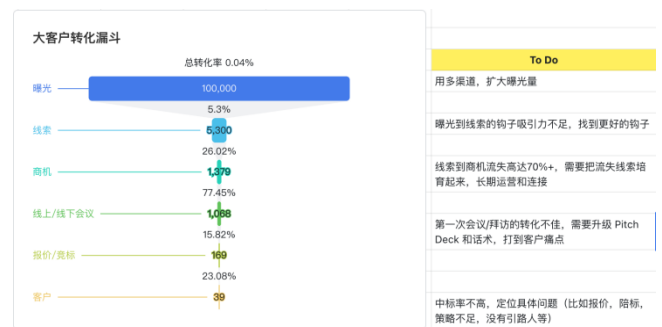 大客户转化漏斗
总转化率 0.04%
曝光
100,000
5.3%
线索
5,300
26.02%
商机
1,379
77.45%
线上/线下会议
1,068
15.82%
报价/竞标
169
23.08%
客户
39
To Do
用多渠道，扩大曝光量
曝光到线索的钩子吸引力不足，找到更好的钩子
线索到商机流失高达70%+，需要把流失线索培
育起来，长期运营和连接
第一次会议/拜访的转化不佳，需要升级 Pitch
Deck 和话术，打到客户痛点
中标率不高，定位具体问题（比如报价，陪标，
策略不足，没有引路人等）